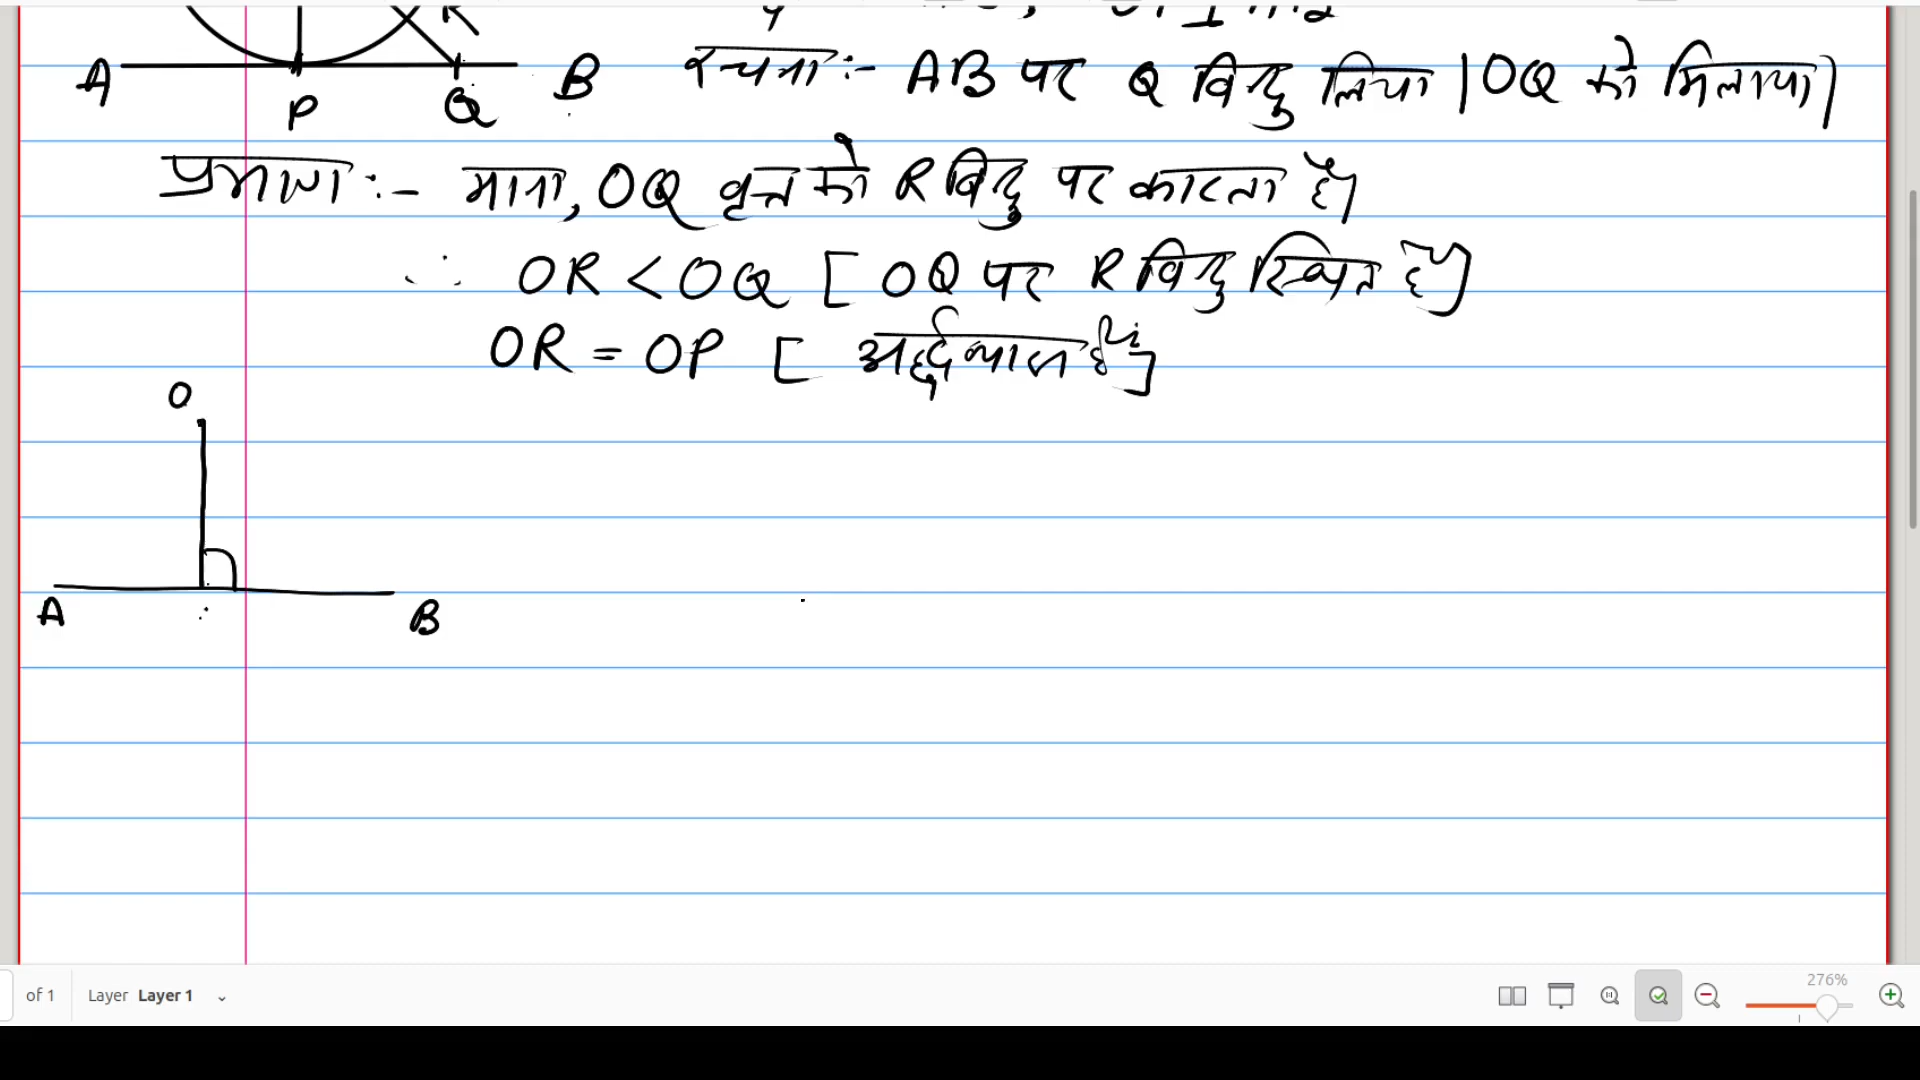 A P Q B R
रचना :- AB पर Q बिन्दु लिया | OQ को मिलाया |
प्रमाण :- माना, OQ वृत्त को R बिन्दु पर काटता है |
∴ OR < OQ [ OQ पर R बिन्दु स्थित है ]
OR = OP [ अर्द्धव्यास हैं ]
O
A B
of 1 Layer Layer 1 276%